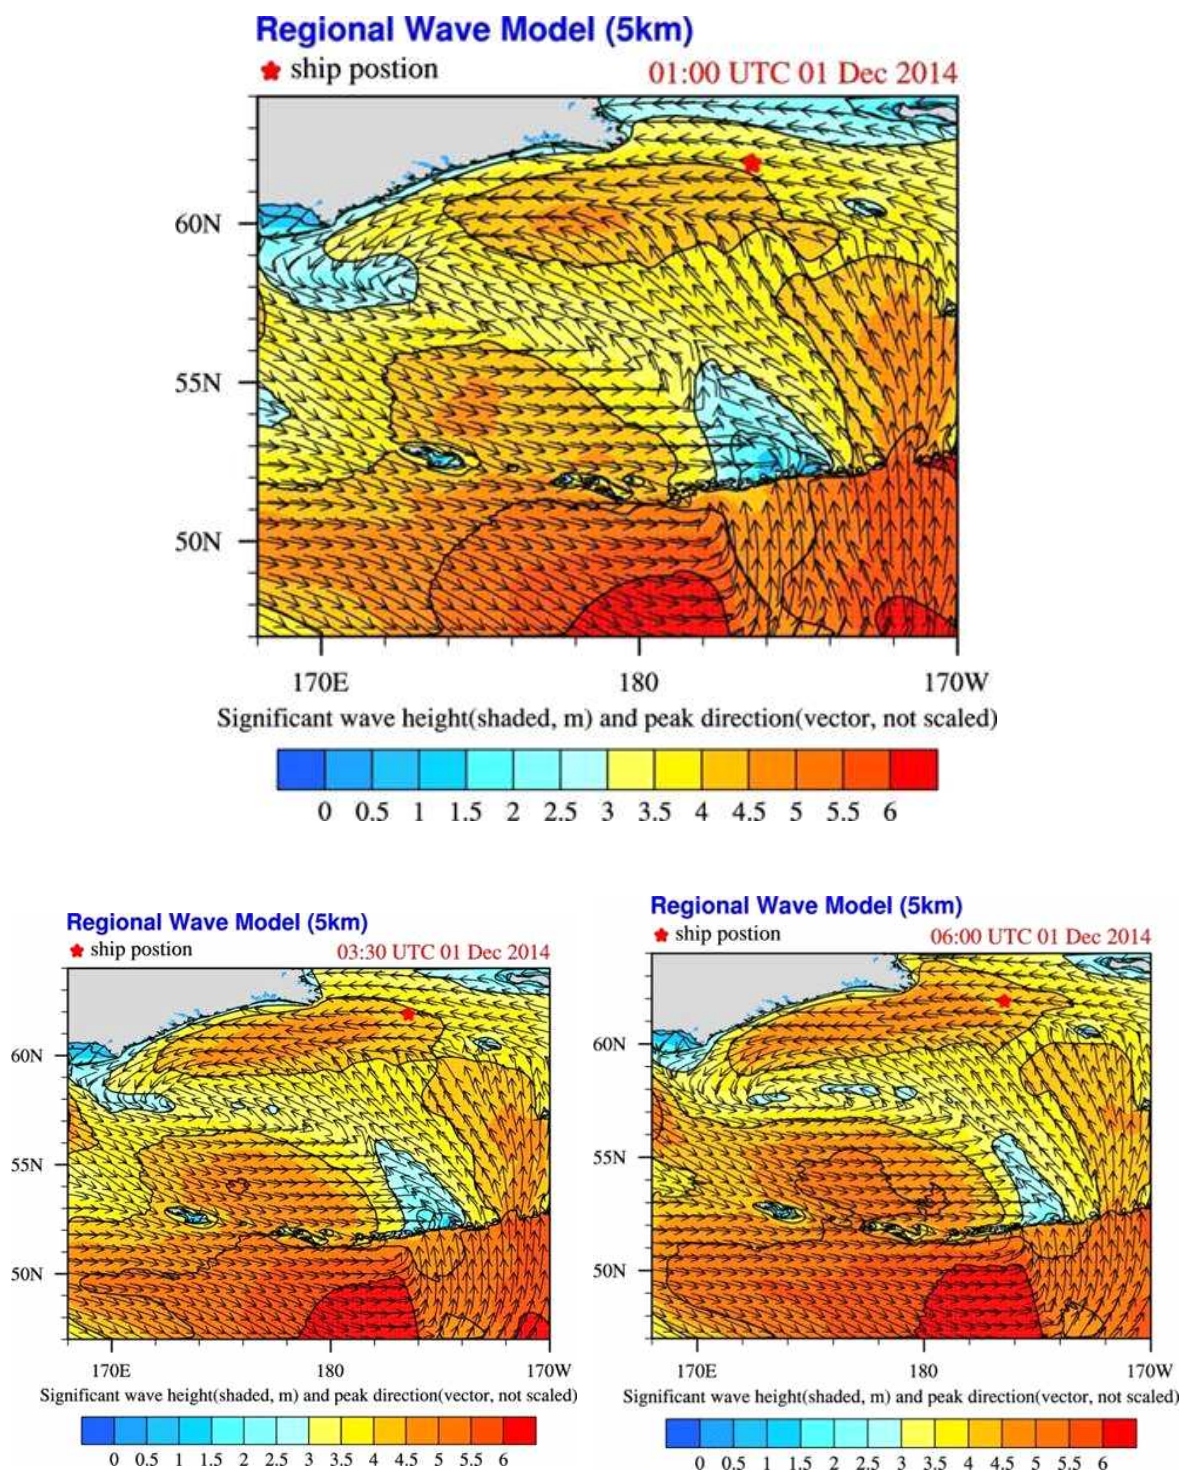 Regional Wave Model (5km)
ship postion
01:00 UTC 01 Dec 2014
60N
55N
50N
170E 180 170W
Significant wave height(shaded, m) and peak direction(vector, not scaled)
0 0.5 1 1.5 2 2.5 3 3.5 4 4.5 5 5.5 6
Regional Wave Model (5km)
ship postion
03:30 UTC 01 Dec 2014
60N
55N
50N
170E 180 170W
Significant wave height(shaded, m) and peak direction(vector, not scaled)
0 0.5 1 1.5 2 2.5 3 3.5 4 4.5 5 5.5 6
Regional Wave Model (5km)
ship postion
06:00 UTC 01 Dec 2014
60N
55N
50N
170E 180 170W
Significant wave height(shaded, m) and peak direction(vector, not scaled)
0 0.5 1 1.5 2 2.5 3 3.5 4 4.5 5 5.5 6